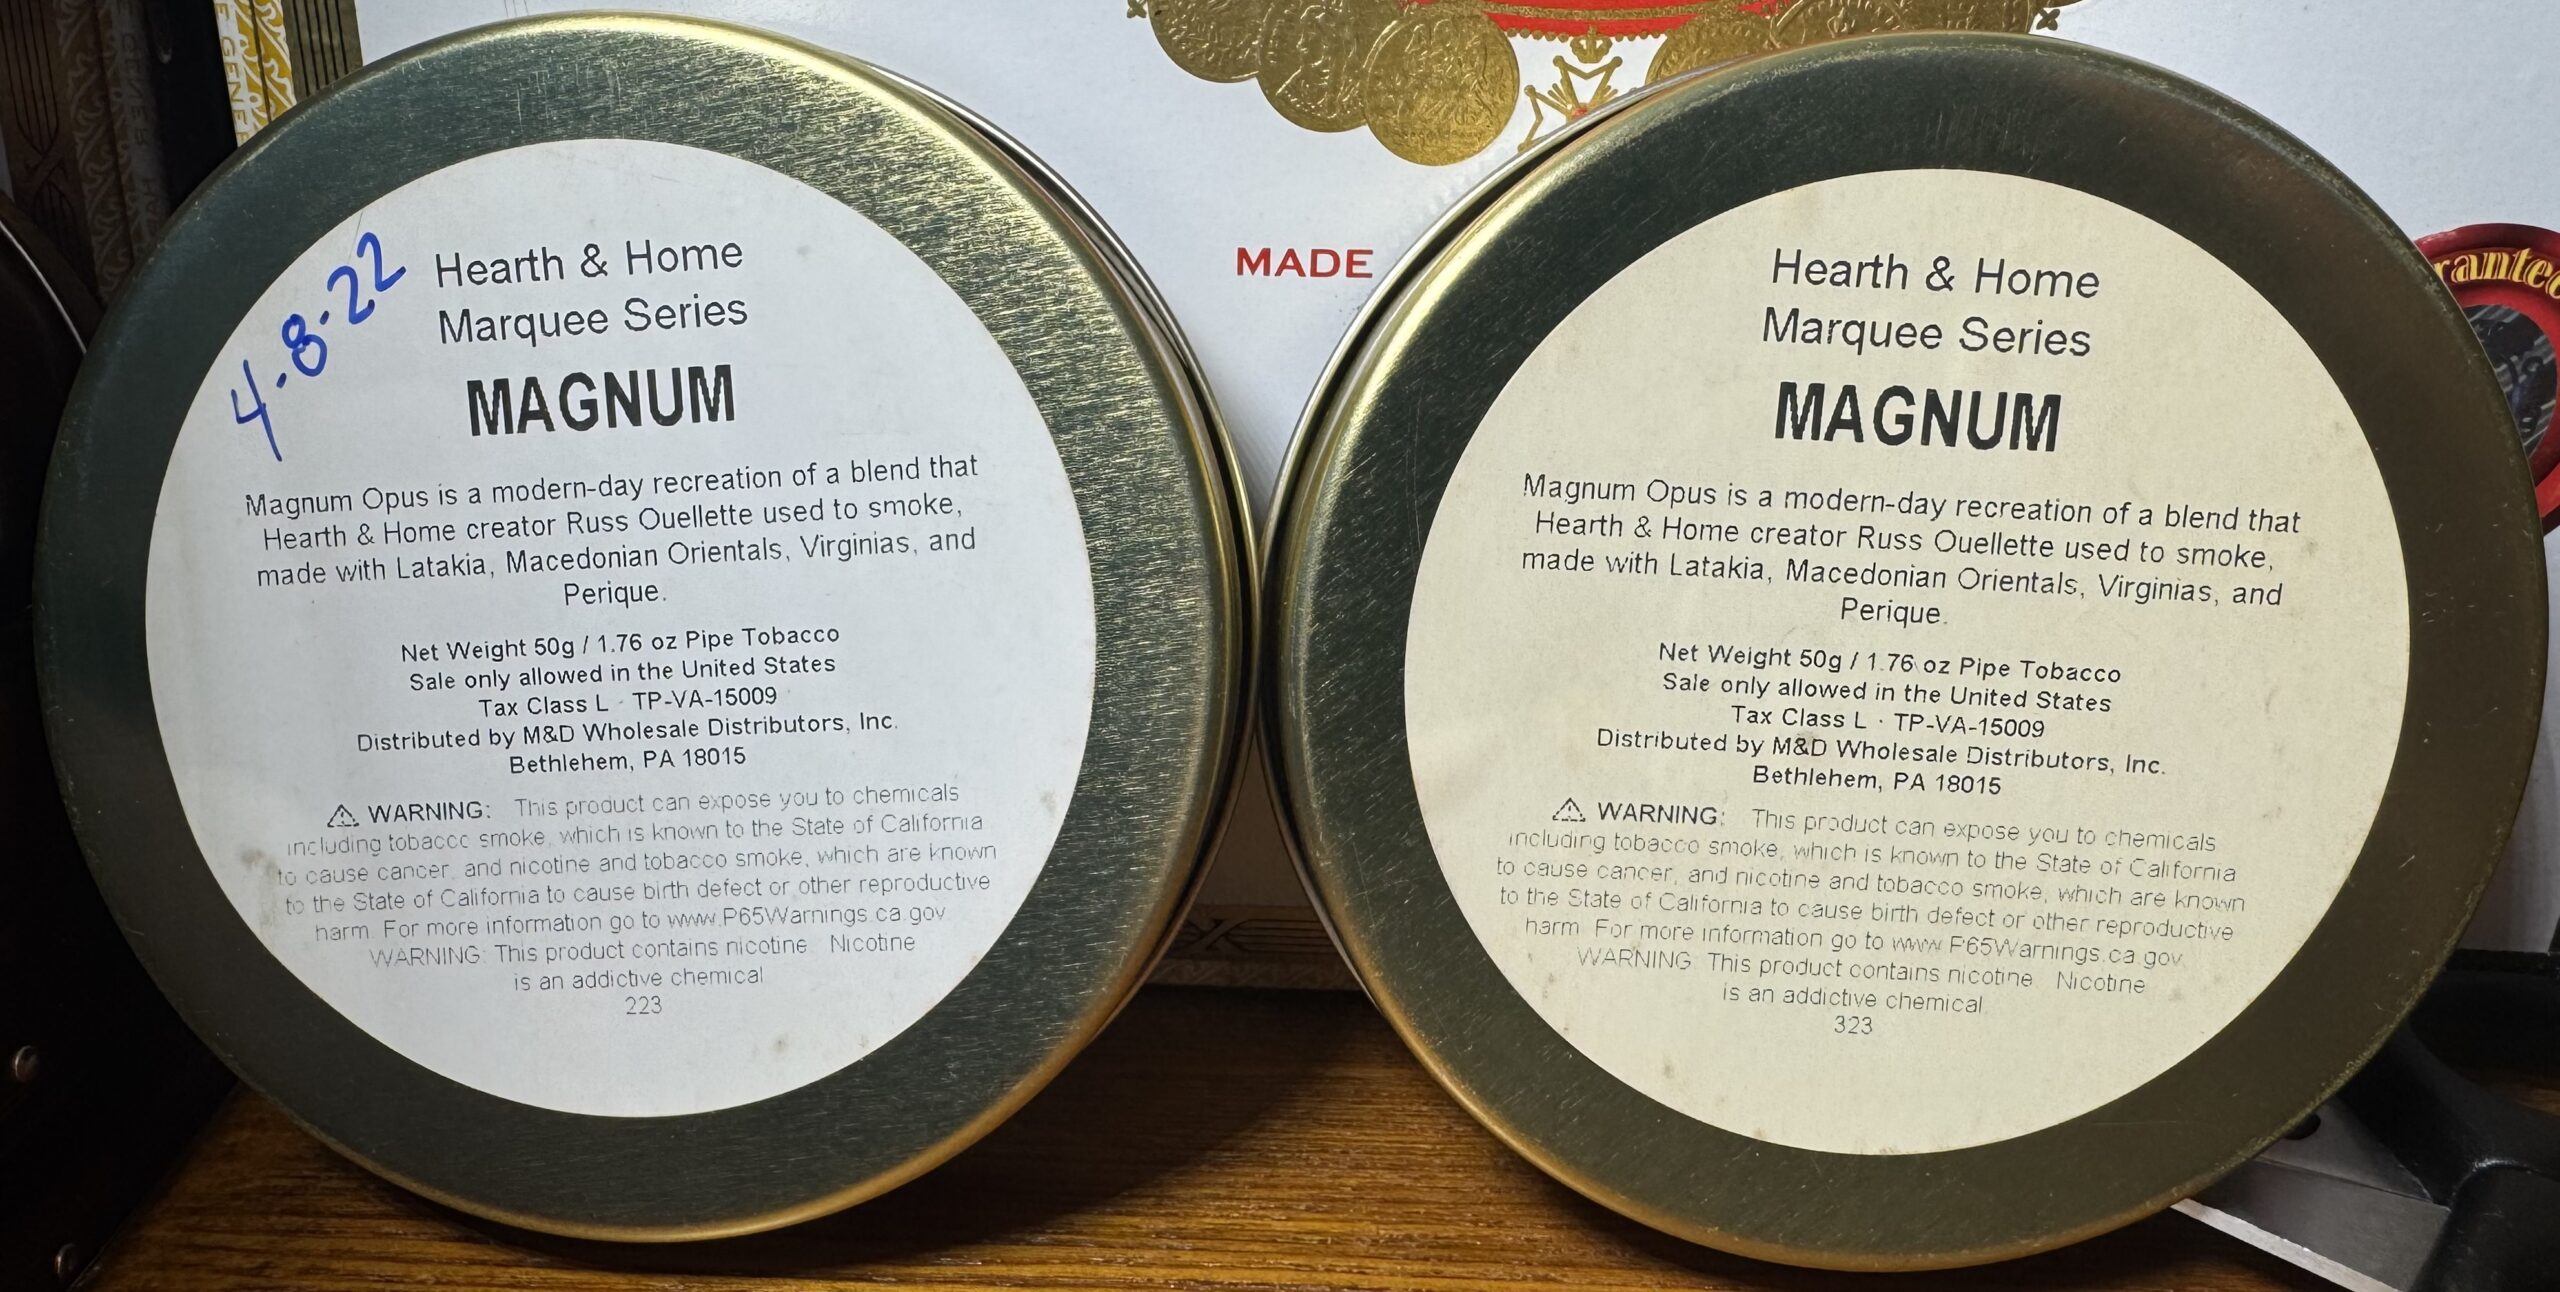 4-8-22
Hearth & Home
Marquee Series
MAGNUM
Magnum Opus is a modern-day recreation of a blend that
Hearth & Home creator Russ Ouellette used to smoke,
made with Latakia, Macedonian Orientals, Virginias, and
Perique.
Net Weight 50g / 1.76 oz Pipe Tobacco
Sale only allowed in the United States
Tax Class L · TP-VA-15009
Distributed by M&D Wholesale Distributors, Inc.
Bethlehem, PA 18015
⚠ WARNING: This product can expose you to chemicals
including tobacco smoke, which is known to the State of California
to cause cancer, and nicotine and tobacco smoke, which are known
to the State of California to cause birth defect or other reproductive
harm. For more information go to www.P65Warnings.ca.gov
WARNING: This product contains nicotine. Nicotine
is an addictive chemical
223
MADE
Hearth & Home
Marquee Series
MAGNUM
Magnum Opus is a modern-day recreation of a blend that
Hearth & Home creator Russ Ouellette used to smoke,
made with Latakia, Macedonian Orientals, Virginias, and
Perique.
Net Weight 50g / 1.76 oz Pipe Tobacco
Sale only allowed in the United States
Tax Class L · TP-VA-15009
Distributed by M&D Wholesale Distributors, Inc.
Bethlehem, PA 18015
⚠ WARNING: This product can expose you to chemicals
including tobacco smoke, which is known to the State of California
to cause cancer, and nicotine and tobacco smoke, which are known
to the State of California to cause birth defect or other reproductive
harm. For more information go to www.P65Warnings.ca.gov
WARNING: This product contains nicotine. Nicotine
is an addictive chemical
323